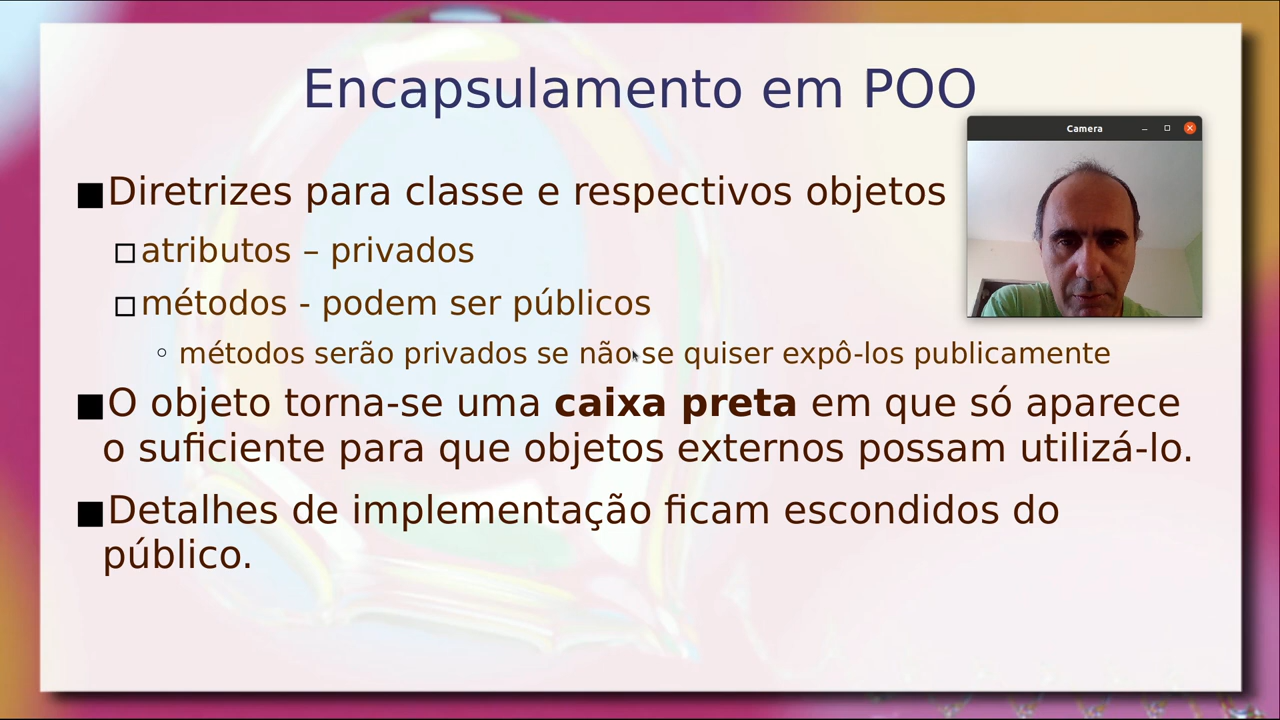 Encapsulamento em POO
Camera
Diretrizes para classe e respectivos objetos
atributos – privados
métodos - podem ser públicos
métodos serão privados se não se quiser expô-los publicamente
O objeto torna-se uma caixa preta em que só aparece
o suficiente para que objetos externos possam utilizá-lo.
Detalhes de implementação ficam escondidos do
público.